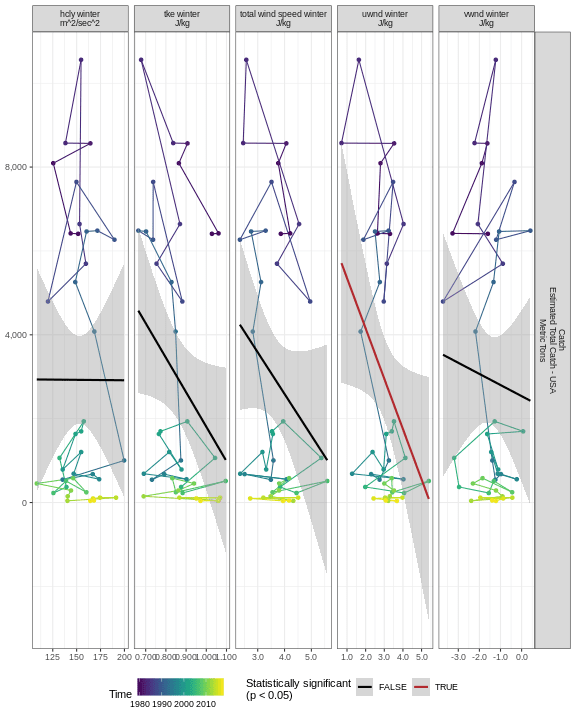 hcly winter
m^2/sec^2
tke winter
J/kg
total wind speed winter
J/kg
uwnd winter
J/kg
vwnd winter
J/kg
8,000
4,000
0
Catch
Estimated Total Catch - USA
Metric Tons
125 150 175 200
0.700 0.800 0.900 1.000 1.100
3.0 4.0 5.0
1.0 2.0 3.0 4.0 5.0
-3.0 -2.0 -1.0 0.0
Time
1980 1990 2000 2010
Statistically significant
(p < 0.05)
FALSE
TRUE